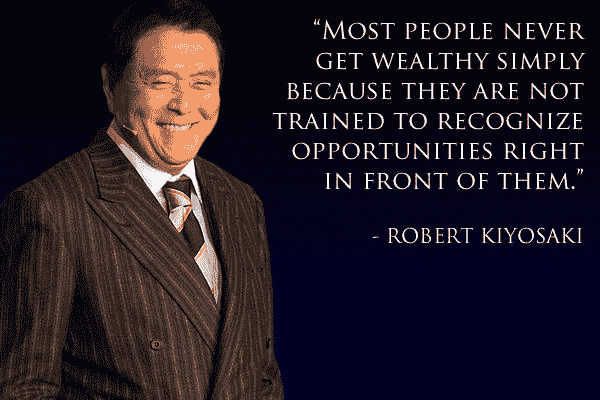 “Most people never
get wealthy simply
because they are not
trained to recognize
opportunities right
in front of them.”
- Robert Kiyosaki